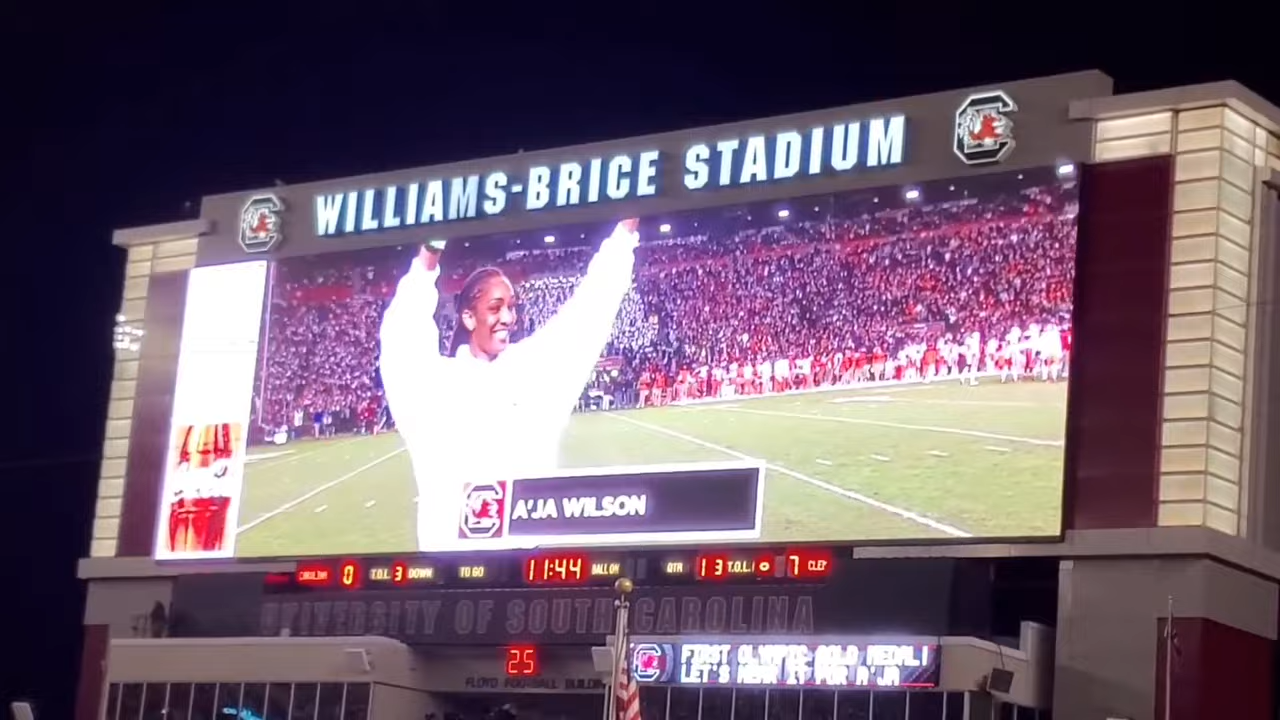 WILLIAMS-BRICE STADIUM
A'JA WILSON
CAROLINA 0 T.O.L. 3 DOWN TO GO 11:44 BALL ON QTR 1 3 T.O.L. 7 CLEM
UNIVERSITY OF SOUTH CAROLINA
25
FLOYD FOOTBALL BUILDING
FIRST OLYMPIC GOLD MEDAL!
LET'S HEAR IT FOR A'JA